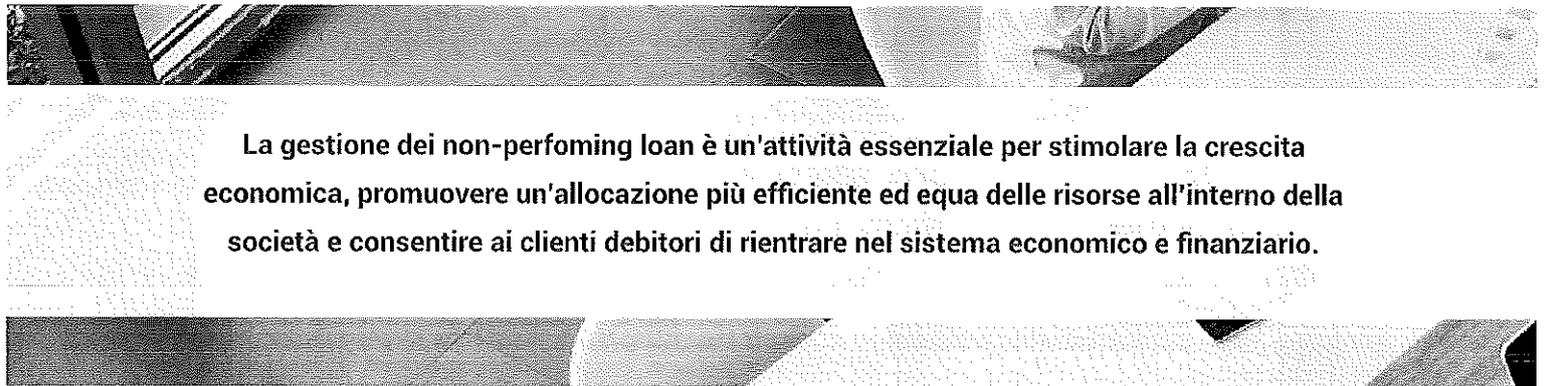 La gestione dei non-perfoming loan è un'attività essenziale per stimolare la crescita
economica, promuovere un'allocazione più efficiente ed equa delle risorse all'interno della
società e consentire ai clienti debitori di rientrare nel sistema economico e finanziario.